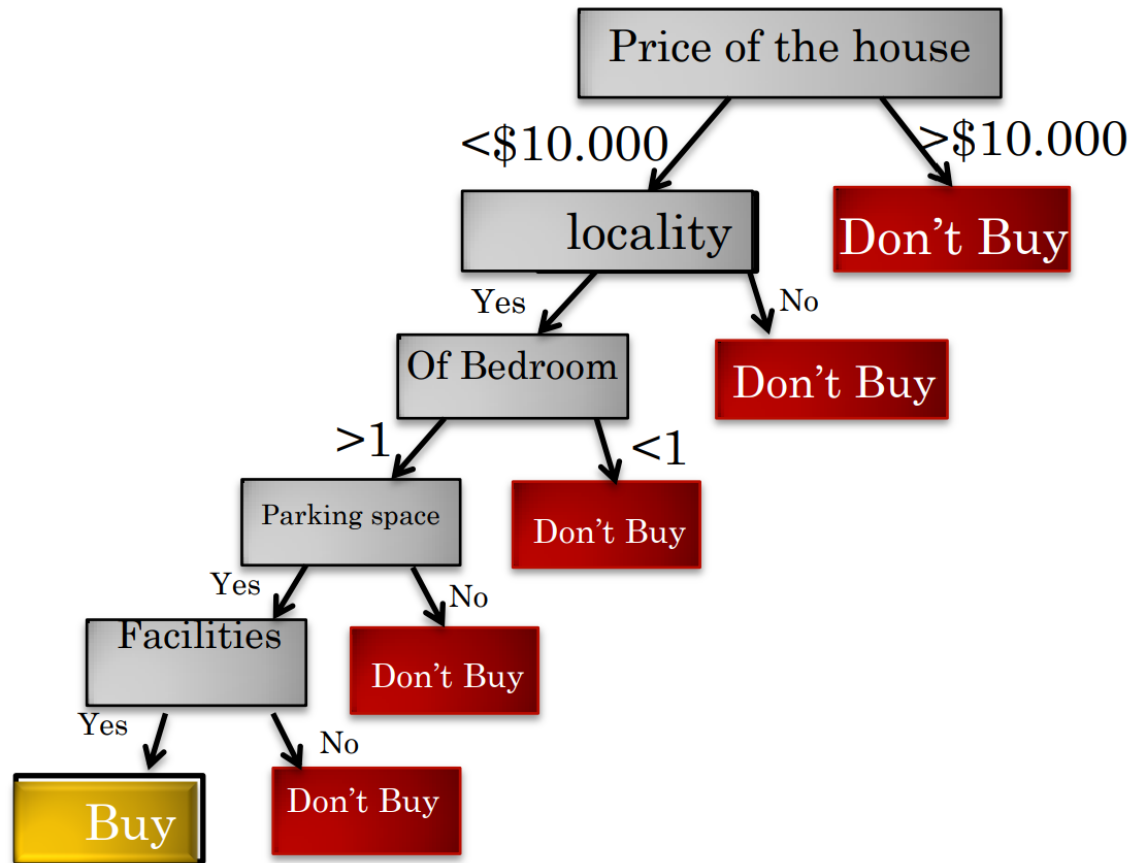 Price of the house
<$10.000
>$10.000
locality
Don't Buy
Yes
No
Of Bedroom
Don't Buy
>1
<1
Parking space
Don't Buy
Yes
No
Facilities
Don't Buy
Yes
No
Buy
Don't Buy